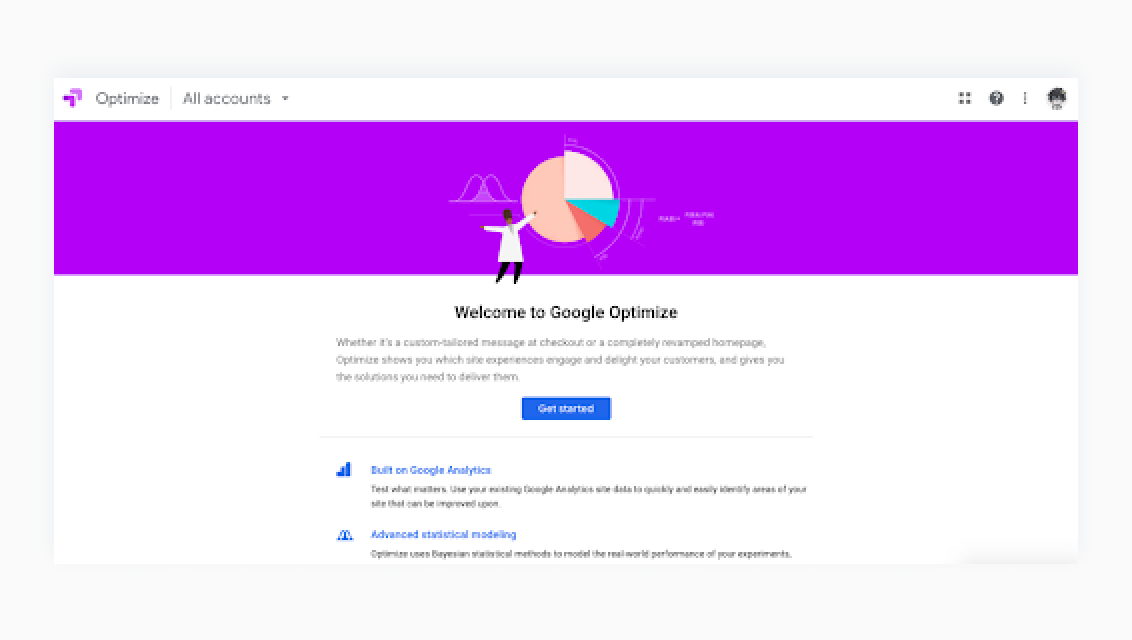 Optimize
All accounts
Welcome to Google Optimize
Whether it's a custom-tailored message at checkout or a completely revamped homepage,
Optimize shows you which site experiences engage and delight your customers, and gives you
the solutions you need to deliver them.
Get started
Built on Google Analytics
Test what matters. Use your existing Google Analytics site data to quickly and easily identify areas of your
site that can be improved upon.
Advanced statistical modeling
Optimize uses Bayesian statistical methods to model the real-world performance of your experiments,